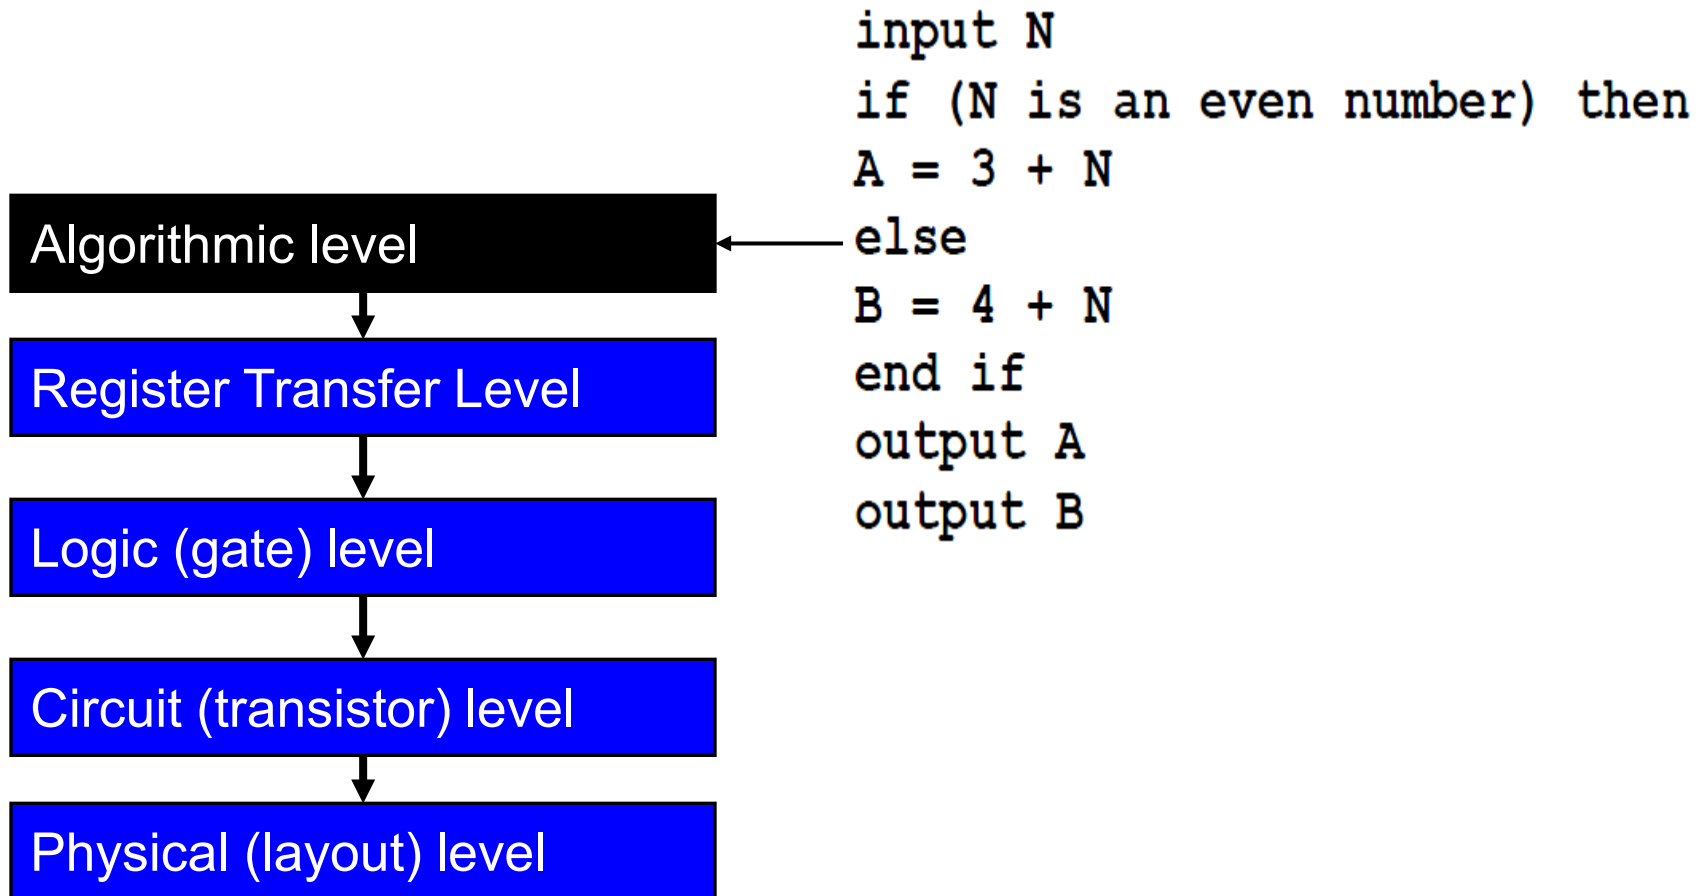 input N
if (N is an even number) then
A = 3 + N
else
B = 4 + N
end if
output A
output B
Algorithmic level
Register Transfer Level
Logic (gate) level
Circuit (transistor) level
Physical (layout) level